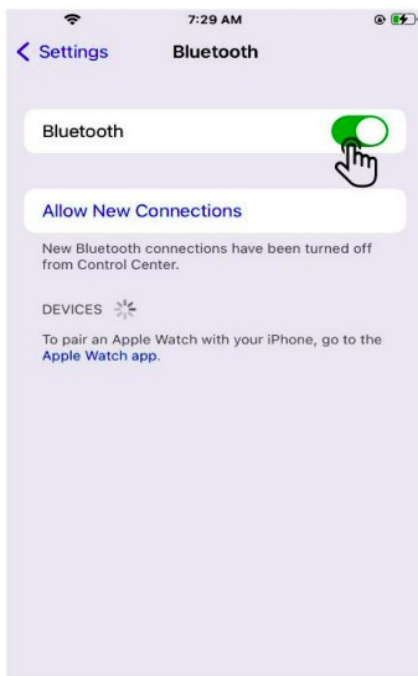 7:29 AM
Settings
Bluetooth
Bluetooth
Allow New Connections
New Bluetooth connections have been turned off
from Control Center.
DEVICES
To pair an Apple Watch with your iPhone, go to the
Apple Watch app.